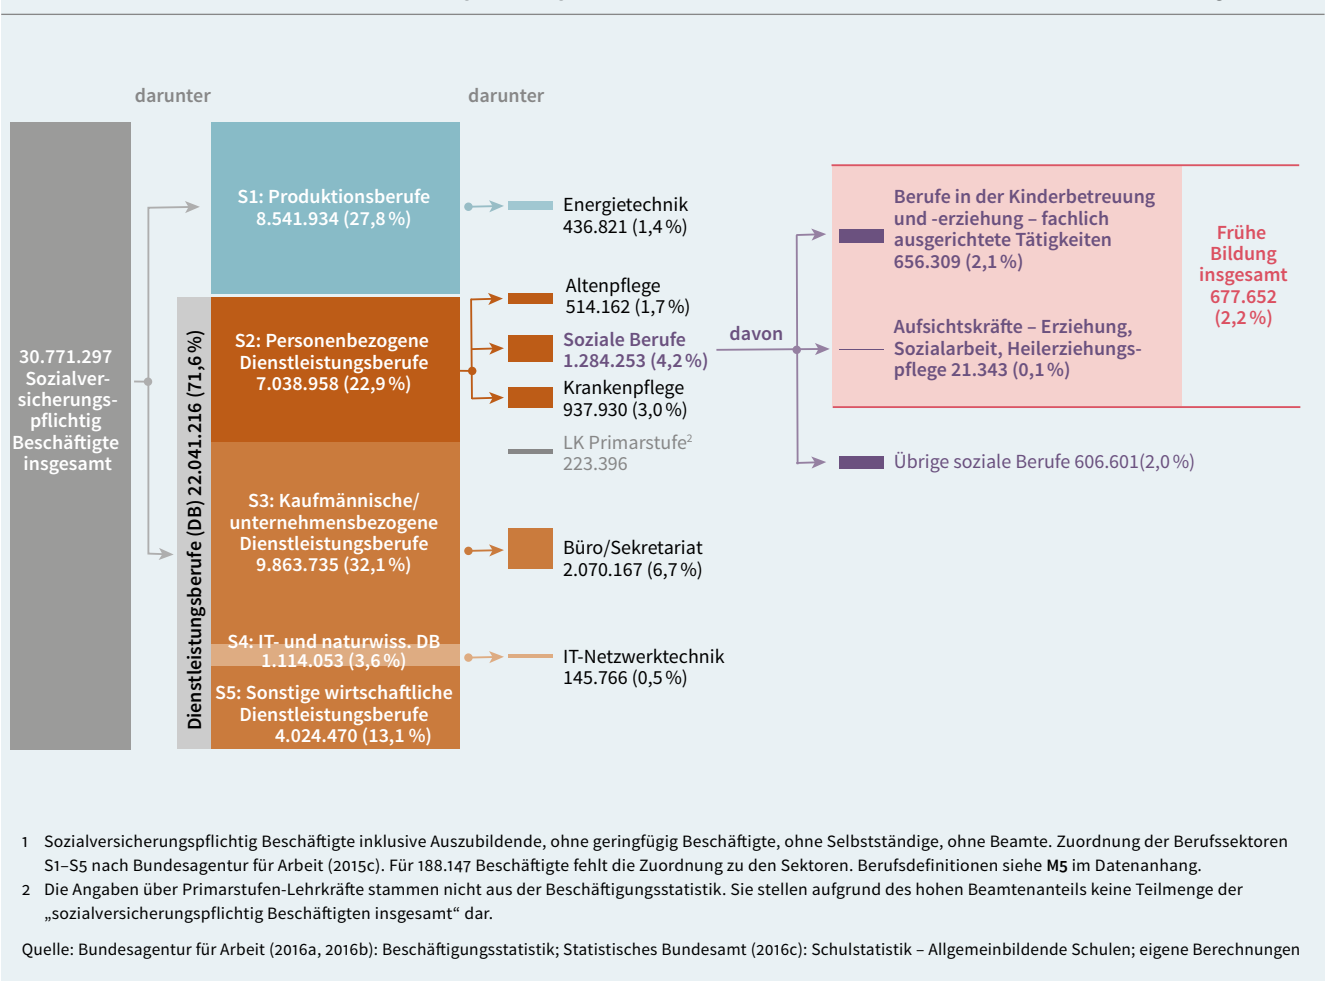 darunter
darunter
30.771.297
Sozialver-
sicherungs-
pflichtig
Beschäftigte
insgesamt
Dienstleistungsberufe (DB) 22.041.216 (71,6 %)
S1: Produktionsberufe
8.541.934 (27,8 %)
S2: Personenbezogene
Dienstleistungsberufe
7.038.958 (22,9 %)
S3: Kaufmännische/
unternehmensbezogene
Dienstleistungsberufe
9.863.735 (32,1 %)
S4: IT- und naturwiss. DB
1.114.053 (3,6 %)
S5: Sonstige wirtschaftliche
Dienstleistungsberufe
4.024.470 (13,1 %)
Energietechnik
436.821 (1,4 %)
Altenpflege
514.162 (1,7 %)
Soziale Berufe
1.284.253 (4,2 %)
Krankenpflege
937.930 (3,0 %)
LK Primarstufe²
223.396
Büro/Sekretariat
2.070.167 (6,7 %)
IT-Netzwerktechnik
145.766 (0,5 %)
davon
Berufe in der Kinderbetreuung
und -erziehung – fachlich
ausgerichtete Tätigkeiten
656.309 (2,1 %)
Aufsichtskräfte – Erziehung,
Sozialarbeit, Heilerziehungs-
pflege 21.343 (0,1 %)
Übrige soziale Berufe 606.601(2,0 %)
Frühe
Bildung
insgesamt
677.652
(2,2 %)
1 Sozialversicherungspflichtig Beschäftigte inklusive Auszubildende, ohne geringfügig Beschäftigte, ohne Selbstständige, ohne Beamte. Zuordnung der Berufssektoren
S1–S5 nach Bundesagentur für Arbeit (2015c). Für 188.147 Beschäftigte fehlt die Zuordnung zu den Sektoren. Berufsdefinitionen siehe M5 im Datenanhang.
2 Die Angaben über Primarstufen-Lehrkräfte stammen nicht aus der Beschäftigungsstatistik. Sie stellen aufgrund des hohen Beamtenanteils keine Teilmenge der
„sozialversicherungspflichtig Beschäftigten insgesamt“ dar.
Quelle: Bundesagentur für Arbeit (2016a, 2016b): Beschäftigungsstatistik; Statistisches Bundesamt (2016c): Schulstatistik – Allgemeinbildende Schulen; eigene Berechnungen